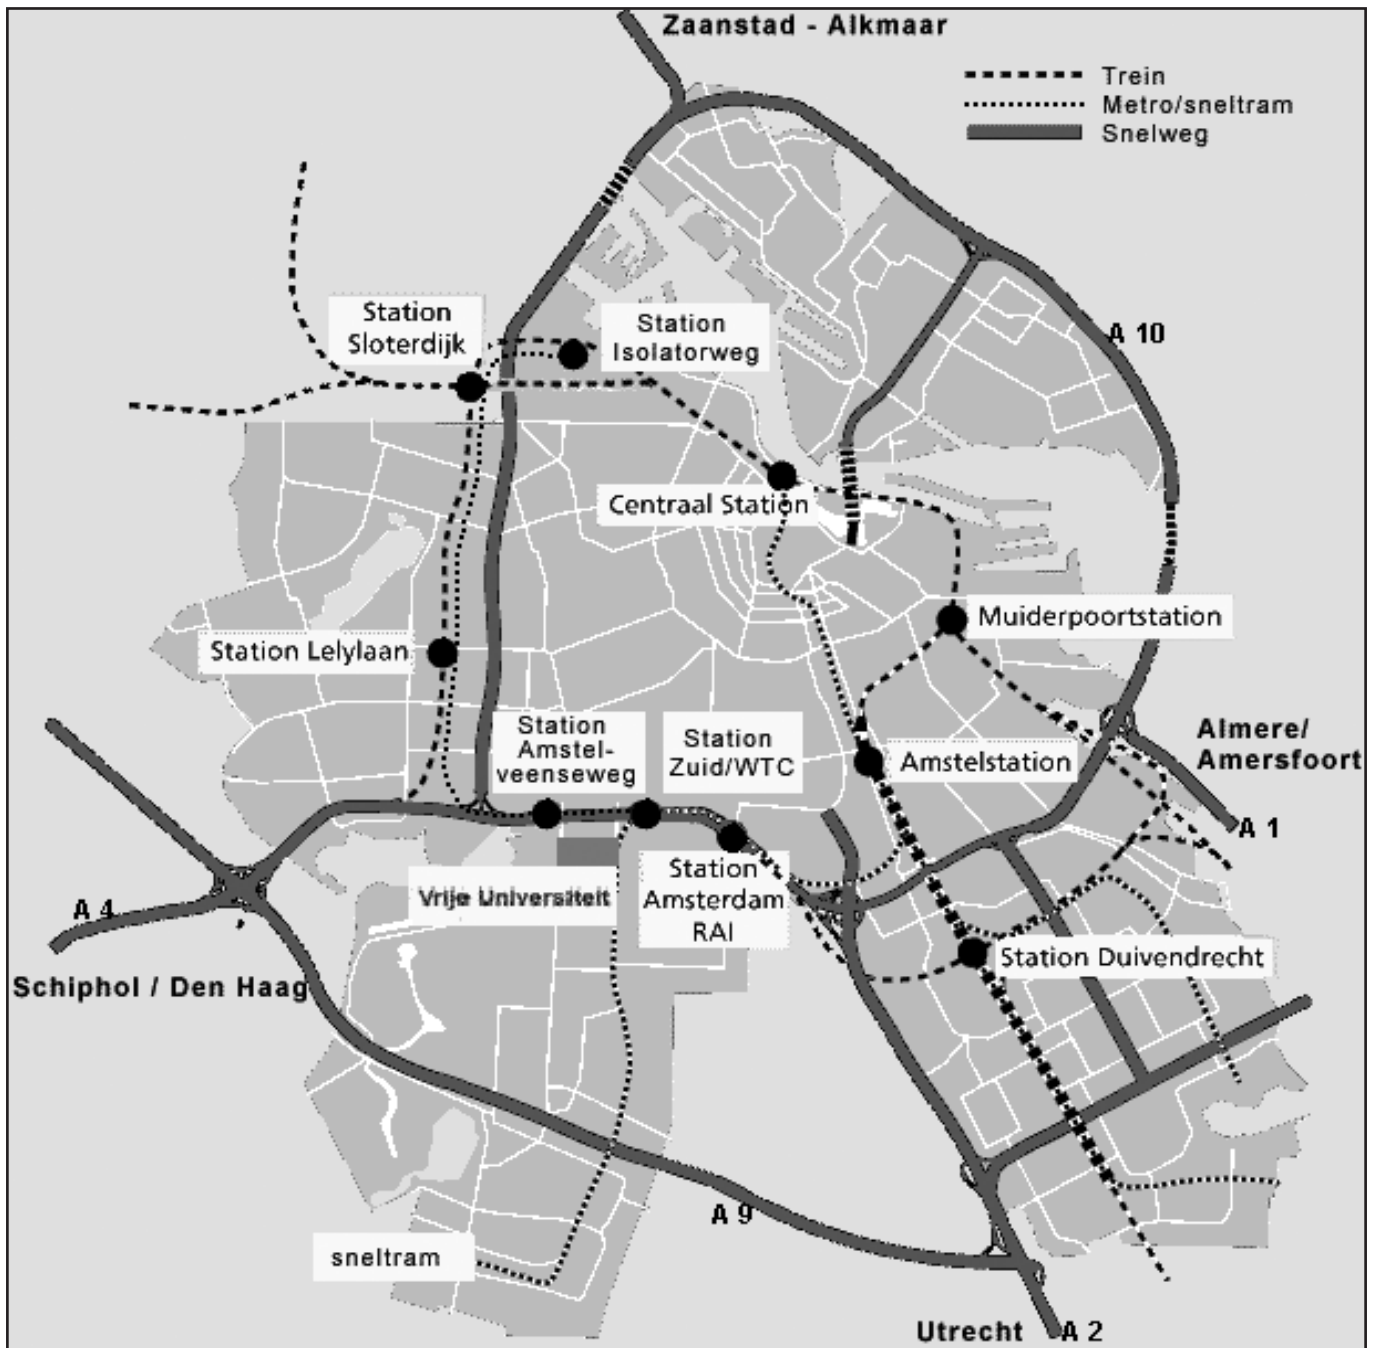 Zaanstad - Alkmaar
Trein
Metro/sneltram
Snelweg
Station
Sloterdijk
Station
Isolatorweg
A 10
Centraal Station
Muiderpoortstation
Station Lelylaan
Station
Amstel-
veenseweg
Station
Zuid/WTC
Amstelstation
Almere/
Amersfoort
A 1
Station
Amsterdam
RAI
Vrije Universiteit
A 4
Schiphol / Den Haag
Station Duivendrecht
A 9
sneltram
Utrecht
A 2